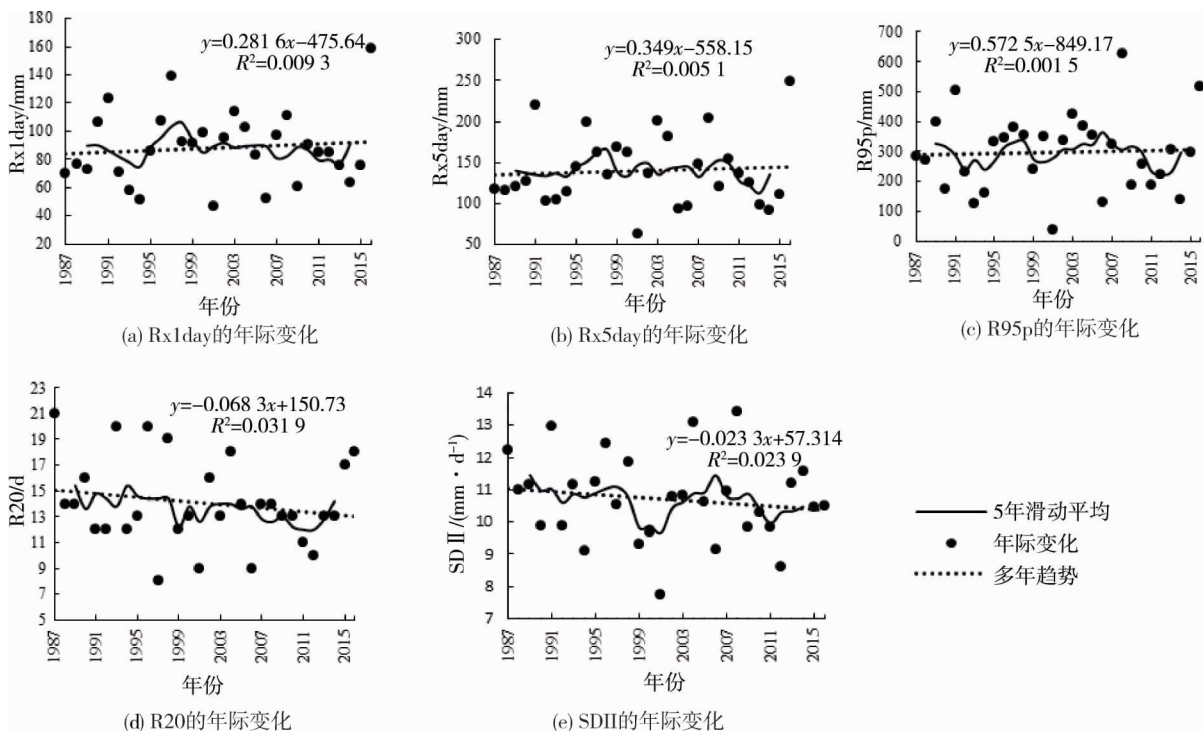 180
160
140
120
100
80
60
40
20
Rx1day/mm
y=0.281 6x−475.64
R²=0.009 3
1987
1991
1995
1999
2003
2007
2011
2015
年份
(a) Rx1day的年际变化
300
250
200
150
100
50
Rx5day/mm
y=0.349x−558.15
R²=0.005 1
1987
1991
1995
1999
2003
2007
2011
2015
年份
(b) Rx5day的年际变化
700
600
500
400
300
200
100
0
R95p/mm
y=0.572 5x−849.17
R²=0.001 5
1987
1991
1995
1999
2003
2007
2011
2015
年份
(c) R95p的年际变化
23
21
19
17
15
13
11
9
7
5
R20/d
y=−0.068 3x+150.73
R²=0.031 9
1987
1991
1995
1999
2003
2007
2011
2015
年份
(d) R20的年际变化
14
13
12
11
10
9
8
7
SDⅡ/(mm · d⁻¹)
y=−0.023 3x+57.314
R²=0.023 9
1987
1991
1995
1999
2003
2007
2011
2015
年份
(e) SDII的年际变化
5年滑动平均
年际变化
多年趋势